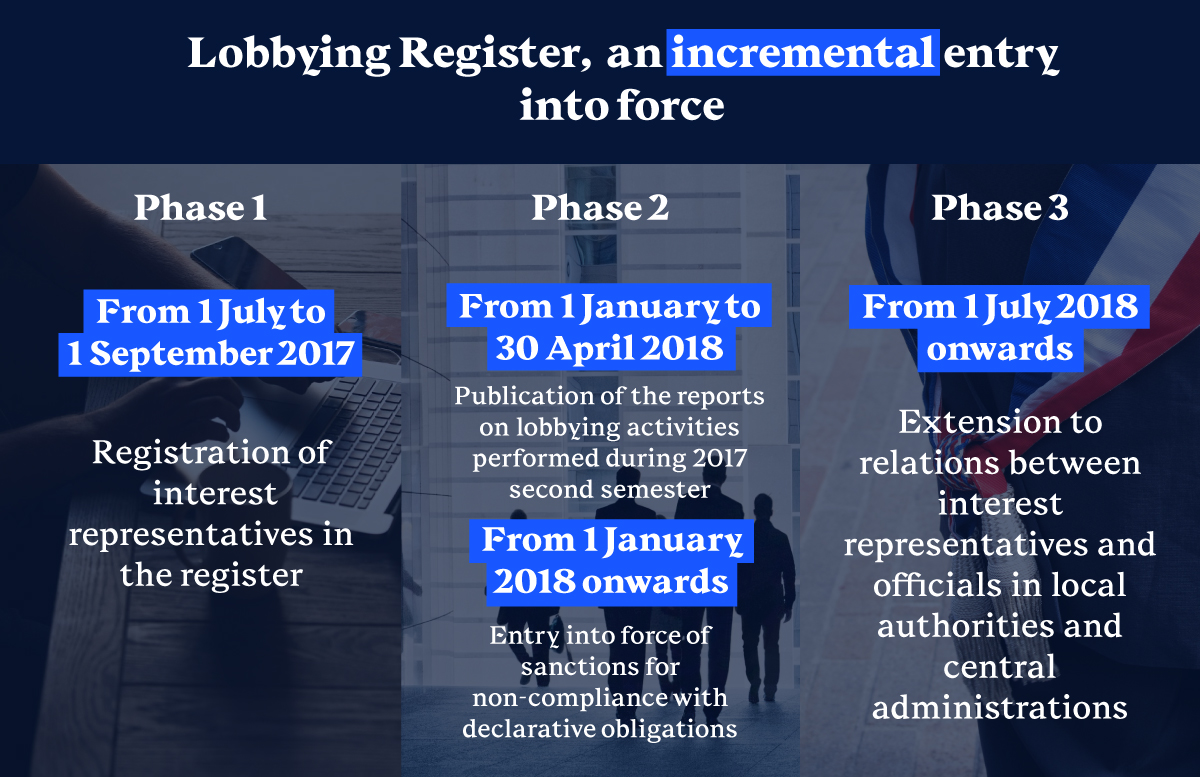 Lobbying Register, an incremental entry
into force
Phase 1
From 1 July to
1 September 2017
Registration of
interest
representatives in
the register
Phase 2
From 1 January to
30 April 2018
Publication of the reports
on lobbying activities
performed during 2017
second semester
From 1 January
2018 onwards
Entry into force of
sanctions for
non-compliance with
declarative obligations
Phase 3
From 1 July 2018
onwards
Extension to
relations between
interest
representatives and
officials in local
authorities and
central
administrations